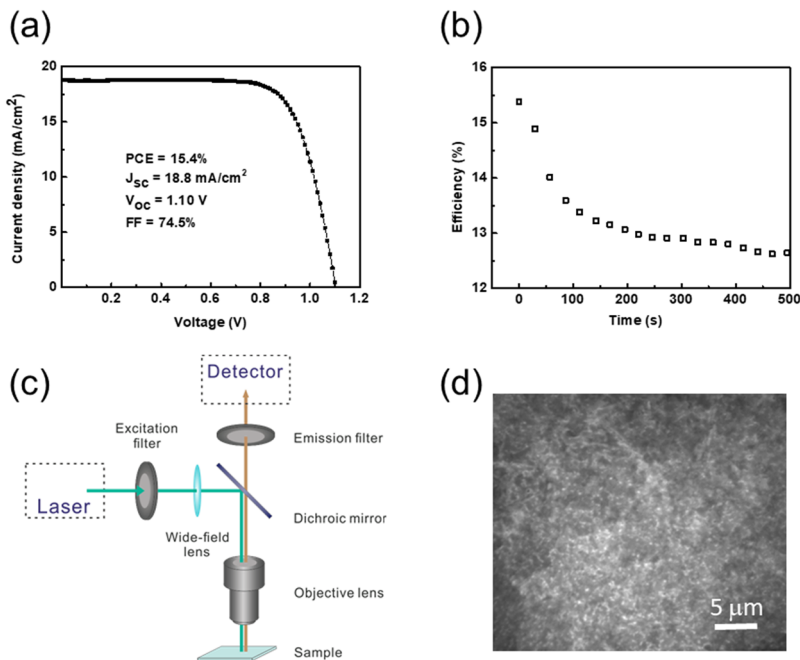 (a)
20
15
10
5
0
0.2
0.4
0.6
0.8
1.0
1.2
Current density (mA/cm²)
Voltage (V)
PCE = 15.4%
J_SC = 18.8 mA/cm²
V_OC = 1.10 V
FF = 74.5%
(b)
16
15
14
13
12
0
100
200
300
400
500
Efficiency (%)
Time (s)
(c)
Detector
Excitation
filter
Emission filter
Laser
Wide-field
lens
Dichroic mirror
Objective lens
Sample
(d)
5 μm